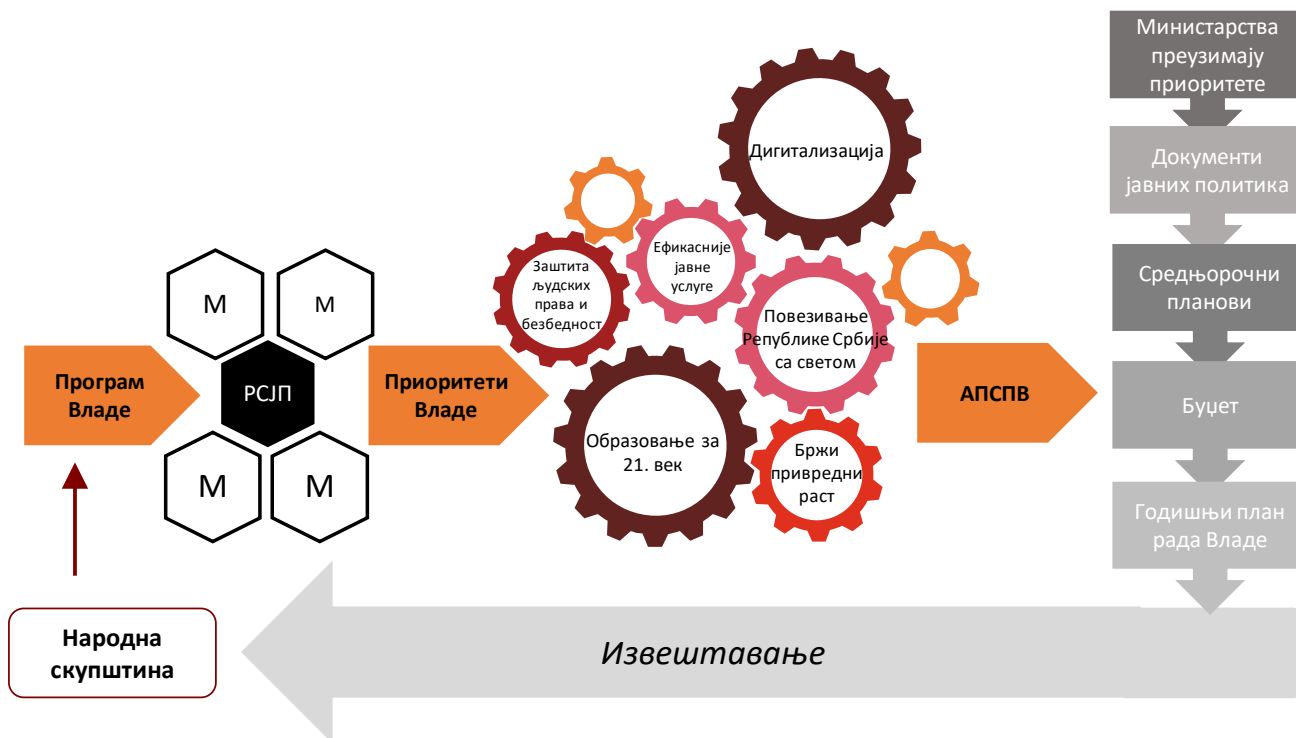 Програм
Владе
М
М
РСЈП
М
М
Приоритети
Владе
Дигитализација
Ефикасније
јавне
услуге
Заштита
људских
права и
безбедност
Повезивање
Републике Србије
са светом
Образовање за
21. век
Бржи
привредни
раст
АПСПВ
Министарства
преузимају
приоритете
Документи
јавних политика
Средњорочни
планови
Буџет
Годишњи план
рада Владе
Извештавање
Народна
скупштина